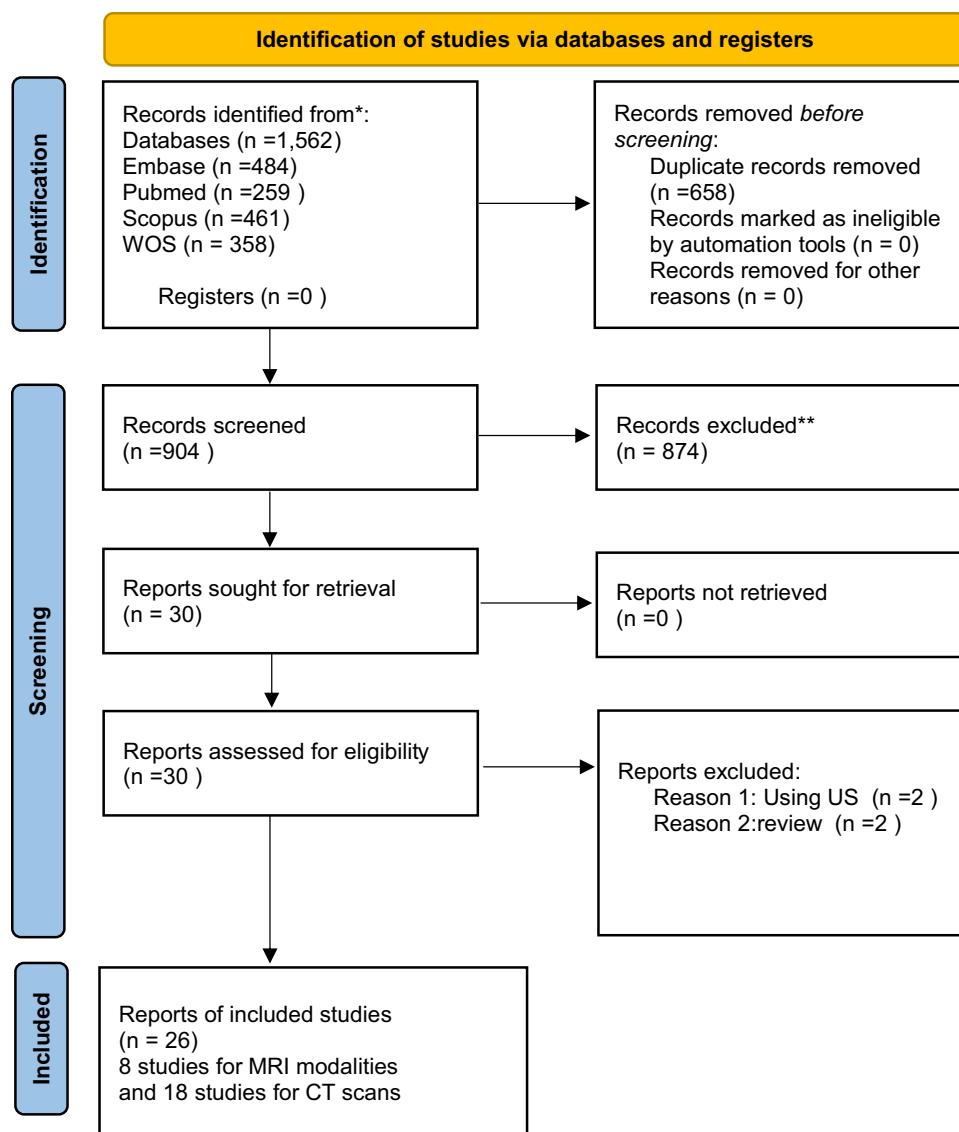 Identification of studies via databases and registers
Identification
Records identified from*:
Databases (n =1,562)
Embase (n =484)
Pubmed (n =259 )
Scopus (n =461)
WOS (n = 358)
Registers (n =0 )
Records removed before
screening:
Duplicate records removed
(n =658)
Records marked as ineligible
by automation tools (n = 0)
Records removed for other
reasons (n = 0)
Screening
Records screened
(n =904 )
Records excluded**
(n = 874)
Reports sought for retrieval
(n = 30)
Reports not retrieved
(n =0 )
Reports assessed for eligibility
(n =30 )
Reports excluded:
Reason 1: Using US (n =2 )
Reason 2:review (n =2 )
Included
Reports of included studies
(n = 26)
8 studies for MRI modalities
and 18 studies for CT scans